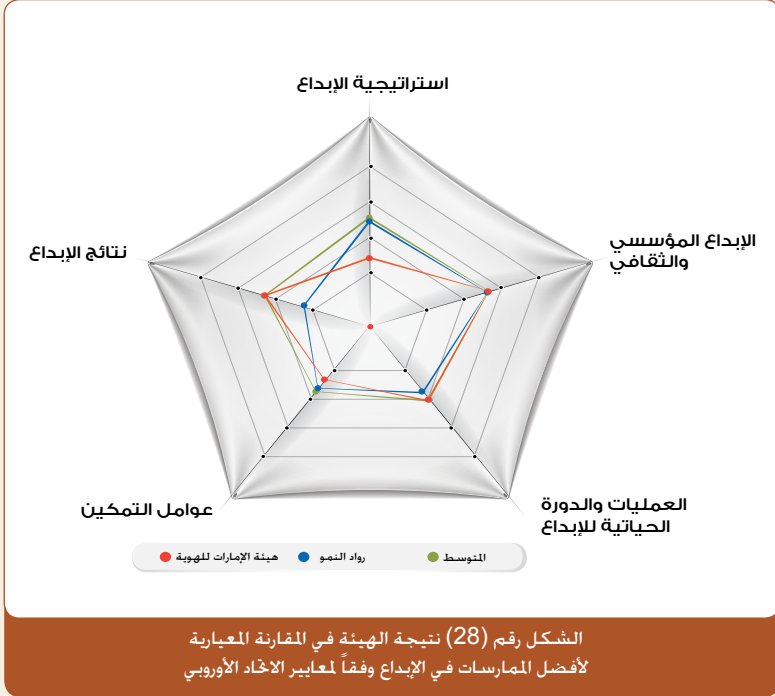 استراتيجية الإبداع
الإبداع المؤسسي
والثقافي
نتائج الإبداع
العمليات والدورة
الحياتية للإبداع
عوامل التمكين
هيئة الإمارات للهوية
رواد النمو
المتوسط
الشكل رقم (28) نتيجة الهيئة في المقارنة المعيارية
لأفضل الممارسات في الإبداع وفقاً لمعايير الاتحاد الأوروبي